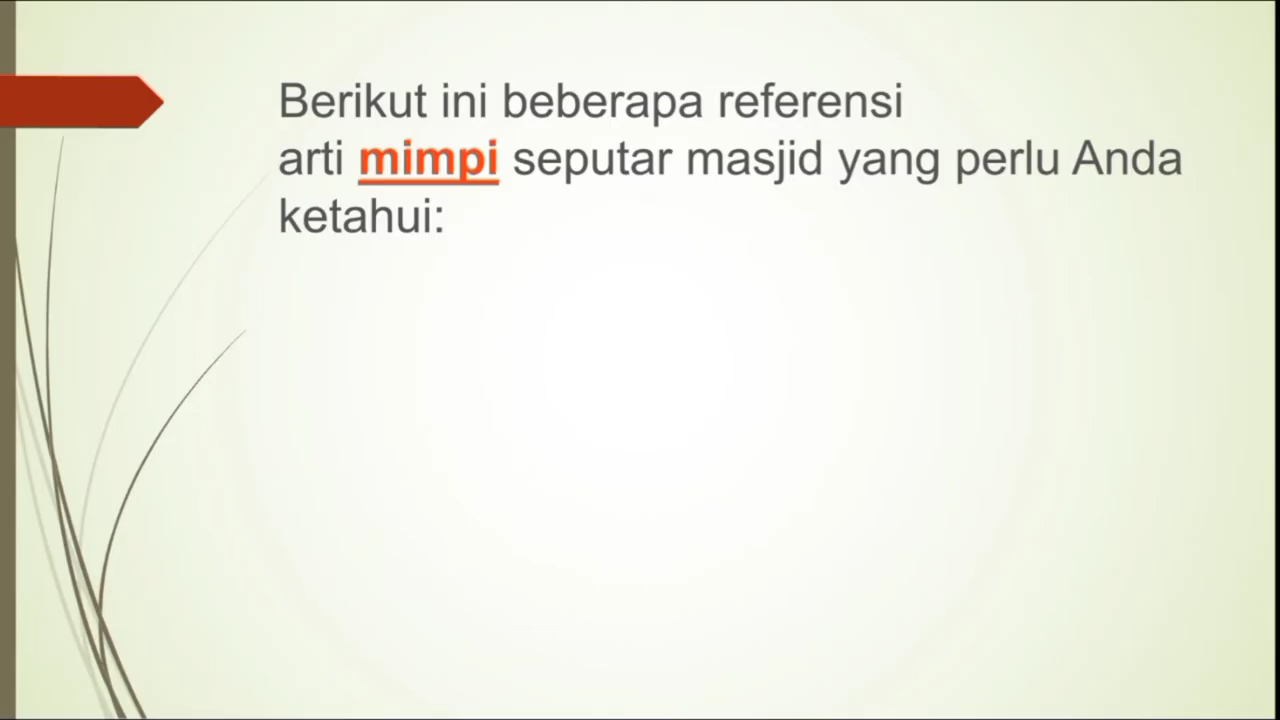 Berikut ini beberapa referensi
arti mimpi seputar masjid yang perlu Anda
ketahui: